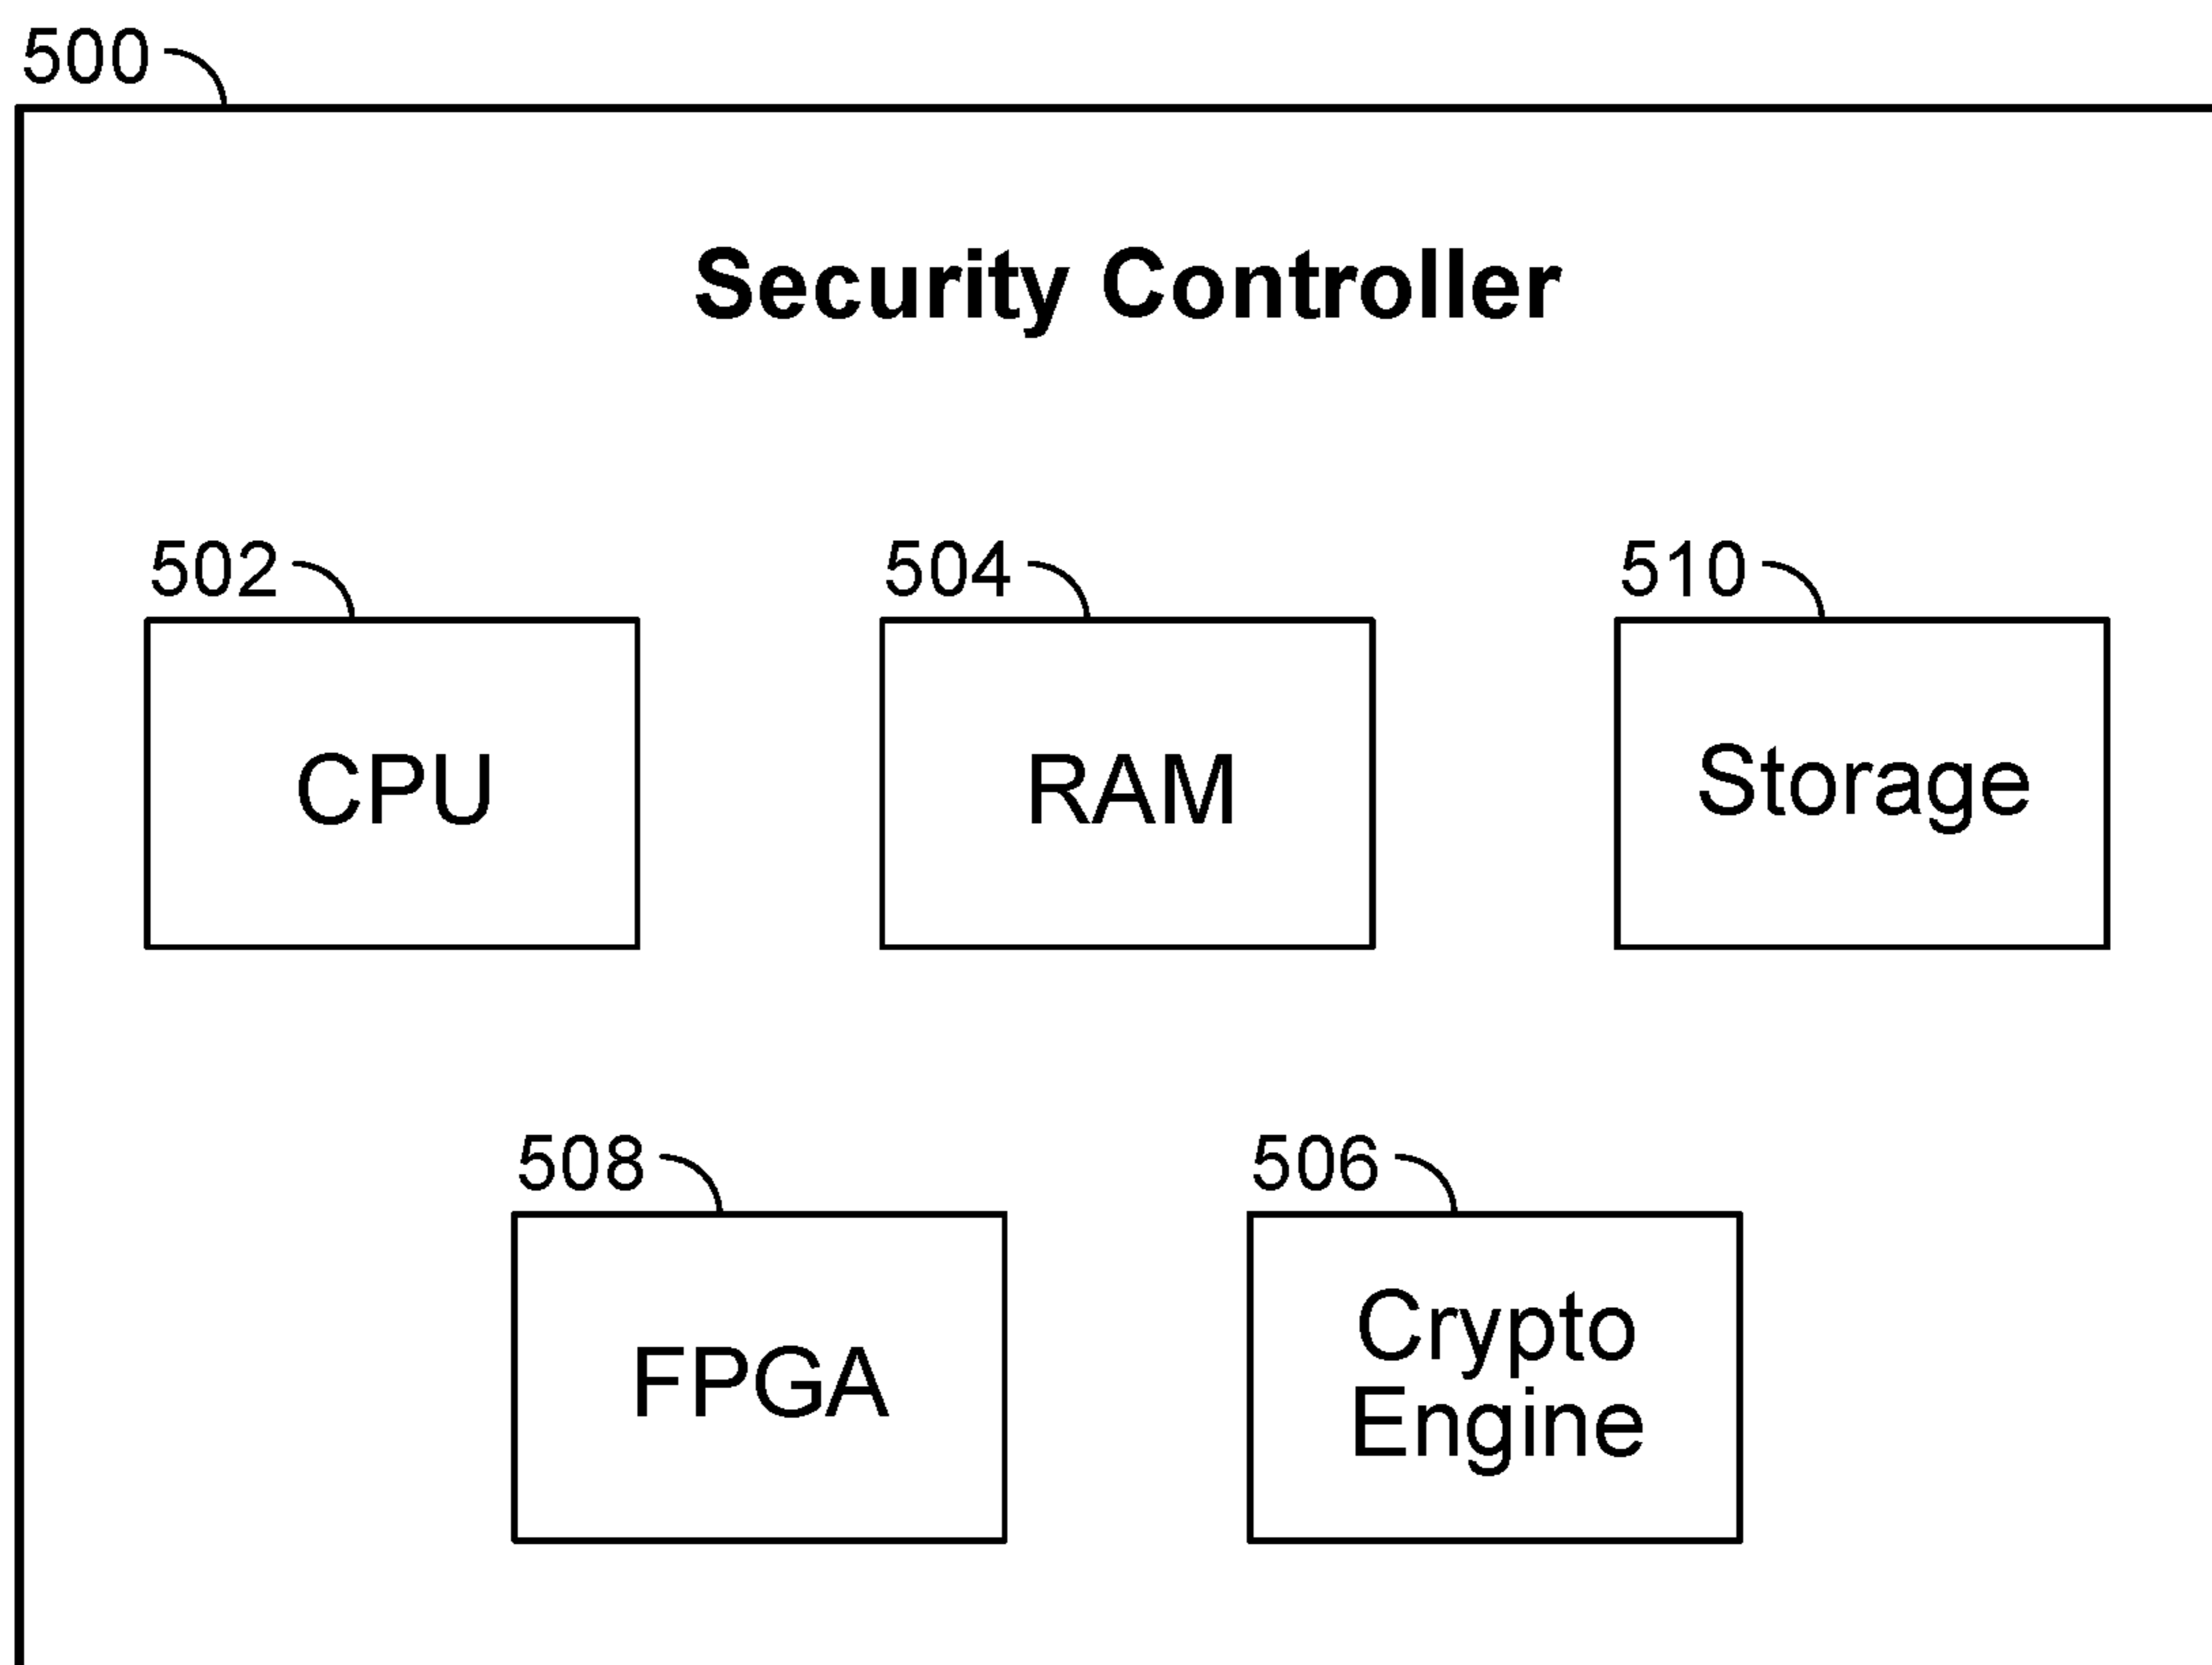 500
Security Controller
502
504
510
CPU
RAM
Storage
508
506
FPGA
Crypto
Engine